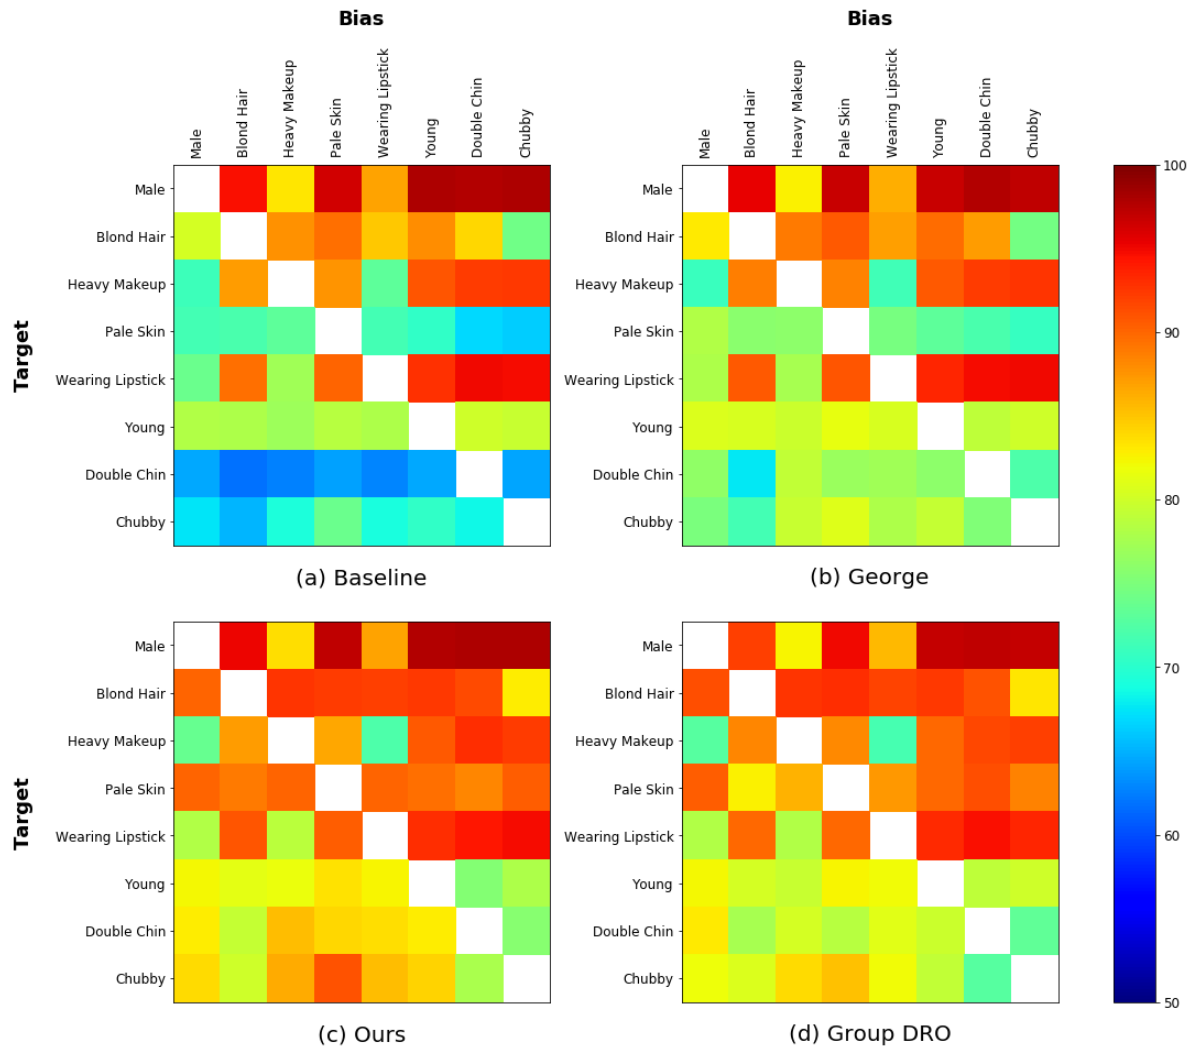 Bias
Bias
Male
Blond Hair
Heavy Makeup
Pale Skin
Wearing Lipstick
Young
Double Chin
Chubby
Male
Blond Hair
Heavy Makeup
Pale Skin
Wearing Lipstick
Young
Double Chin
Chubby
Target
Male
Blond Hair
Heavy Makeup
Pale Skin
Wearing Lipstick
Young
Double Chin
Chubby
(a) Baseline
Male
Blond Hair
Heavy Makeup
Pale Skin
Wearing Lipstick
Young
Double Chin
Chubby
(b) George
Target
Male
Blond Hair
Heavy Makeup
Pale Skin
Wearing Lipstick
Young
Double Chin
Chubby
(c) Ours
Male
Blond Hair
Heavy Makeup
Pale Skin
Wearing Lipstick
Young
Double Chin
Chubby
(d) Group DRO
100
90
80
70
60
50